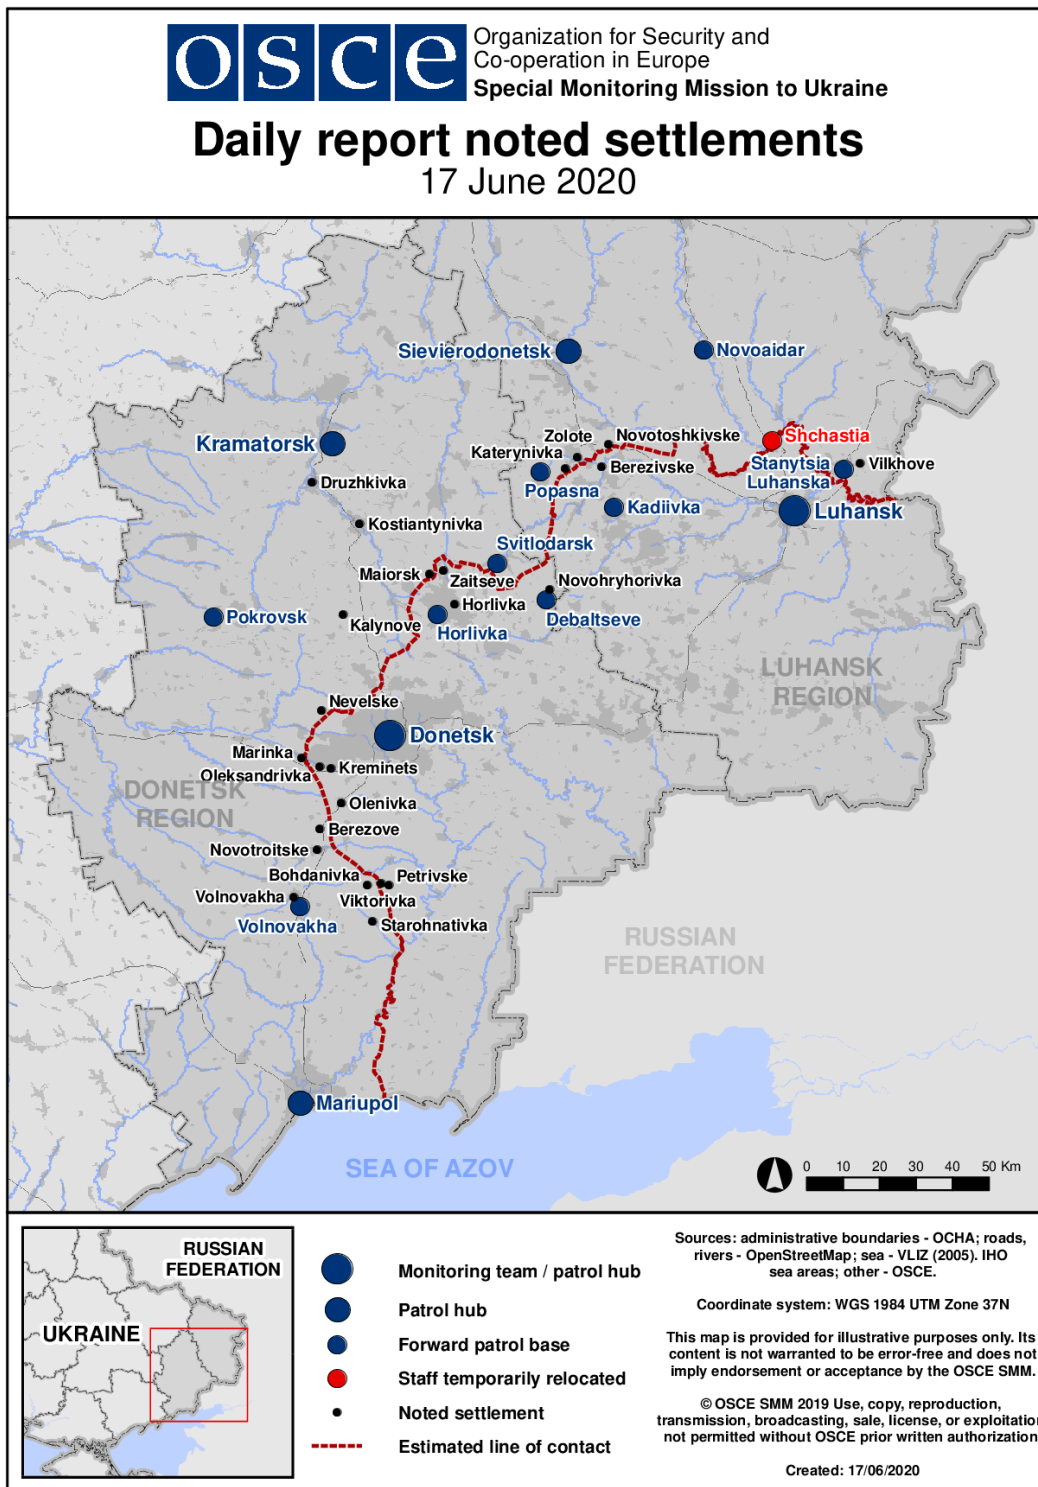 osce
Organization for Security and
Co-operation in Europe
Special Monitoring Mission to Ukraine
Daily report noted settlements
17 June 2020
Sievierodonetsk
Novoaidar
Kramatorsk
Zolote
Novotoshkivske
Shchastia
Katerynivka
Berezivske
Stanytsia
Luhanska
Vilkhove
Druzhkivka
Popasna
Kadiivka
Luhansk
Kostiantynivka
Svitlodarsk
Maiorsk
Zaitseve
Novohryhorivka
Horlivka
Pokrovsk
Kalynove
Horlivka
Debaltseve
LUHANSK
REGION
Nevelske
Donetsk
Marinka
Oleksandrivka
Kreminets
DONETSK
REGION
Olenivka
Berezove
Novotroitske
Bohdanivka
Petrivske
Volnovakha
Viktorivka
Volnovakha
Starohnativka
RUSSIAN
FEDERATION
Mariupol
SEA OF AZOV
0 10 20 30 40 50 Km
RUSSIAN
FEDERATION
UKRAINE
Monitoring team / patrol hub
Patrol hub
Forward patrol base
Staff temporarily relocated
Noted settlement
Estimated line of contact
Sources: administrative boundaries - OCHA; roads,
rivers - OpenStreetMap; sea - VLIZ (2005). IHO
sea areas; other - OSCE.
Coordinate system: WGS 1984 UTM Zone 37N
This map is provided for illustrative purposes only. Its
content is not warranted to be error-free and does not
imply endorsement or acceptance by the OSCE SMM.
© OSCE SMM 2019 Use, copy, reproduction,
transmission, broadcasting, sale, license, or exploitation
not permitted without OSCE prior written authorization
Created: 17/06/2020